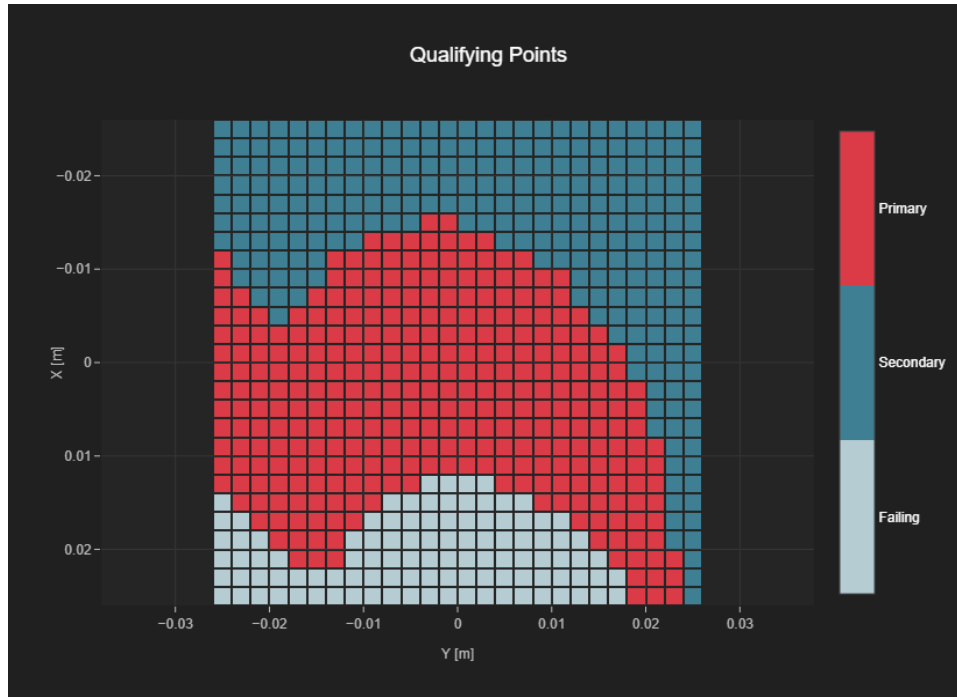 Qualifying Points
−0.02
−0.01
0
0.01
0.02
X [m]
−0.03
−0.02
−0.01
0
0.01
0.02
0.03
Y [m]
Primary
Secondary
Failing